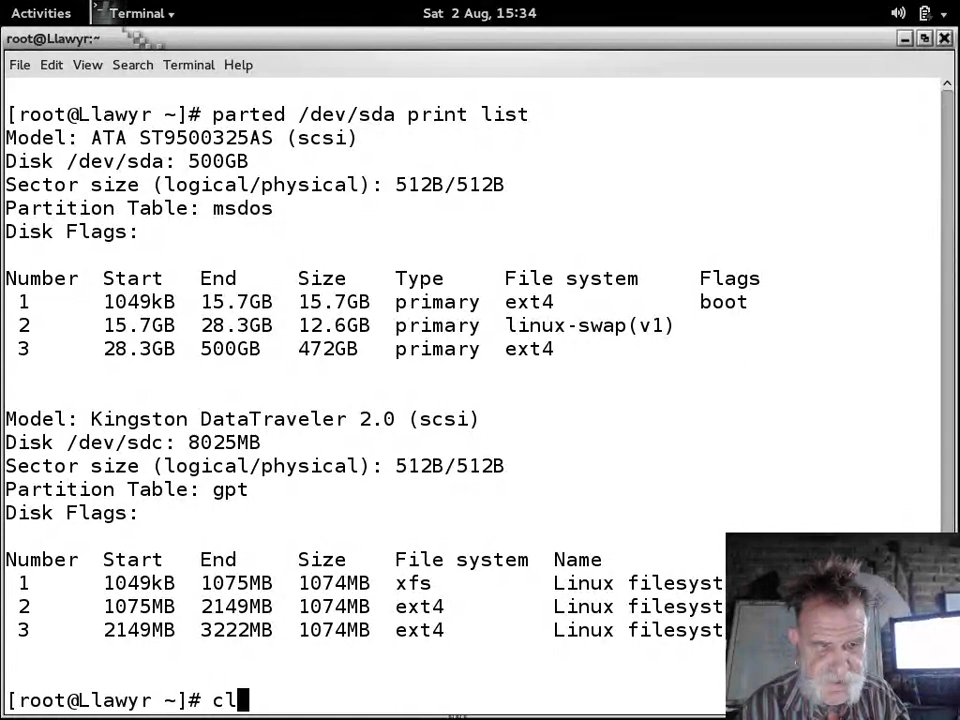 Activities Terminal Sat 2 Aug, 15:34
root@Llawyr:~
File Edit View Search Terminal Help
[root@Llawyr ~]# parted /dev/sda print list
Model: ATA ST9500325AS (scsi)
Disk /dev/sda: 500GB
Sector size (logical/physical): 512B/512B
Partition Table: msdos
Disk Flags:
Number Start End Size Type File system Flags
1 1049kB 15.7GB 15.7GB primary ext4 boot
2 15.7GB 28.3GB 12.6GB primary linux-swap(v1)
3 28.3GB 500GB 472GB primary ext4
Model: Kingston DataTraveler 2.0 (scsi)
Disk /dev/sdc: 8025MB
Sector size (logical/physical): 512B/512B
Partition Table: gpt
Disk Flags:
Number Start End Size File system Name
1 1049kB 1075MB 1074MB xfs Linux filesyst
2 1075MB 2149MB 1074MB ext4 Linux filesyst
3 2149MB 3222MB 1074MB ext4 Linux filesyst
[root@Llawyr ~]# cl